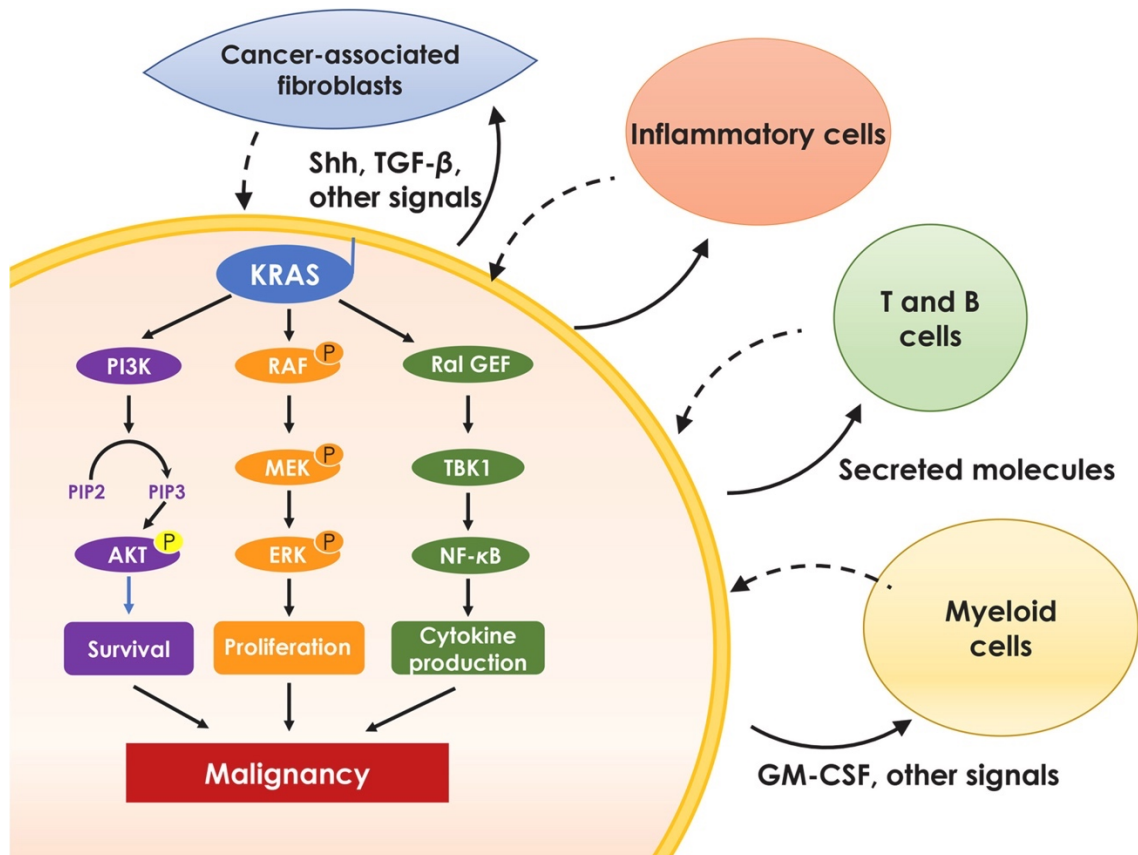 Cancer-associated
fibroblasts
Shh, TGF-β,
other signals
Inflammatory cells
T and B
cells
Secreted molecules
Myeloid
cells
GM-CSF, other signals
KRAS
PI3K
RAF P
Ral GEF
PIP2
PIP3
MEK P
TBK1
AKT P
ERK P
NF-κB
Survival
Proliferation
Cytokine
production
Malignancy